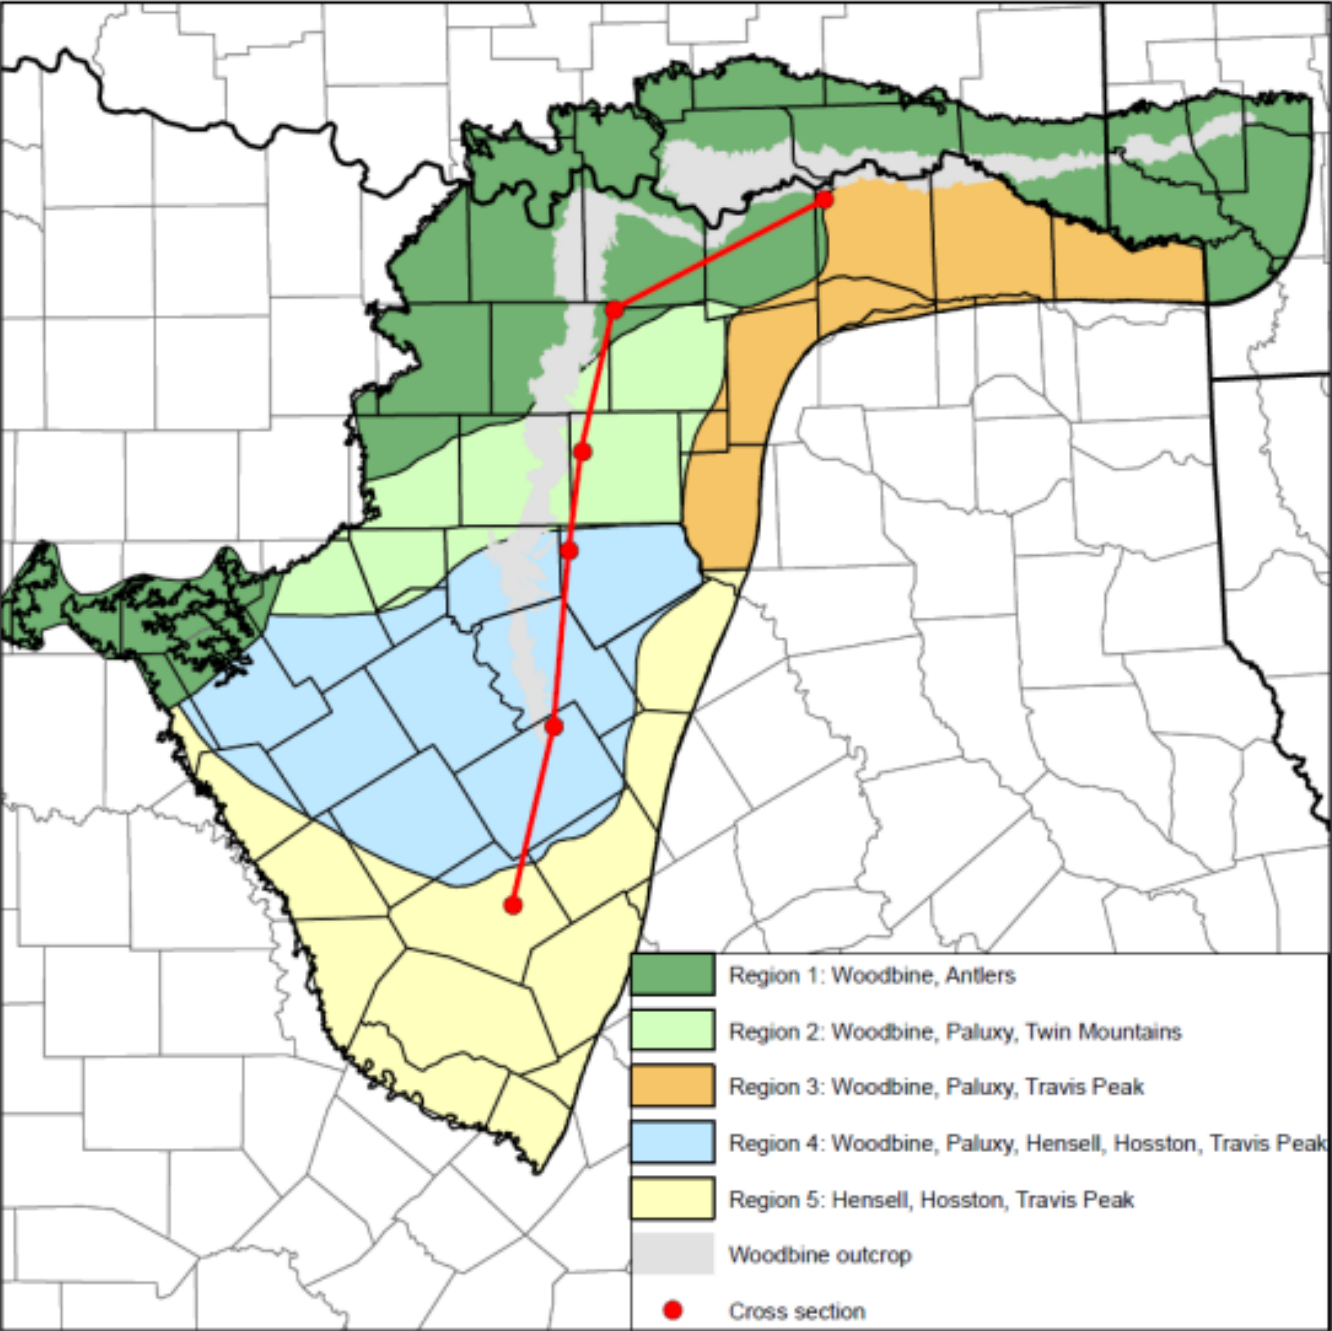 Region 1: Woodbine, Antlers
Region 2: Woodbine, Paluxy, Twin Mountains
Region 3: Woodbine, Paluxy, Travis Peak
Region 4: Woodbine, Paluxy, Hensell, Hosston, Travis Peak
Region 5: Hensell, Hosston, Travis Peak
Woodbine outcrop
Cross section